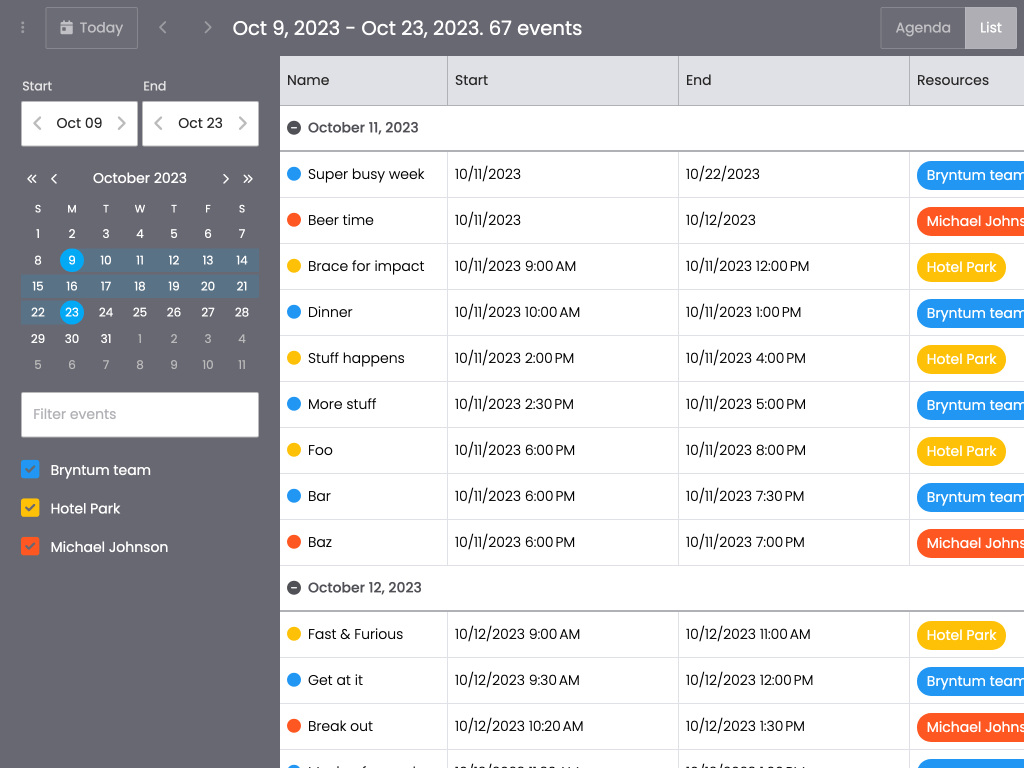 Today Oct 9, 2023 - Oct 23, 2023. 67 events Agenda List
Start End
Oct 09 Oct 23
« ‹ October 2023 › »
S M T W T F S
1 2 3 4 5 6 7
8 9 10 11 12 13 14
15 16 17 18 19 20 21
22 23 24 25 26 27 28
29 30 31 1 2 3 4
5 6 7 8 9 10 11
Filter events
Bryntum team
Hotel Park
Michael Johnson
Name Start End Resources
October 11, 2023
Super busy week 10/11/2023 10/22/2023 Bryntum team
Beer time 10/11/2023 10/12/2023 Michael Johns
Brace for impact 10/11/2023 9:00 AM 10/11/2023 12:00 PM Hotel Park
Dinner 10/11/2023 10:00 AM 10/11/2023 1:00 PM Bryntum team
Stuff happens 10/11/2023 2:00 PM 10/11/2023 4:00 PM Hotel Park
More stuff 10/11/2023 2:30 PM 10/11/2023 5:00 PM Bryntum team
Foo 10/11/2023 6:00 PM 10/11/2023 8:00 PM Hotel Park
Bar 10/11/2023 6:00 PM 10/11/2023 7:30 PM Bryntum team
Baz 10/11/2023 6:00 PM 10/11/2023 7:00 PM Michael Johns
October 12, 2023
Fast & Furious 10/12/2023 9:00 AM 10/12/2023 11:00 AM Hotel Park
Get at it 10/12/2023 9:30 AM 10/12/2023 12:00 PM Bryntum team
Break out 10/12/2023 10:20 AM 10/12/2023 1:30 PM Michael Johns